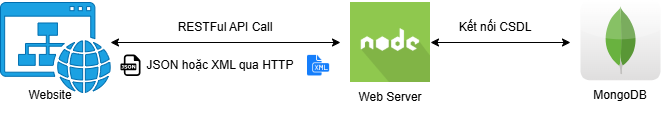 RESTFul API Call
Kết nối CSDL
node
JSON
JSON hoặc XML qua HTTP
XML
Website
Web Server
MongoDB